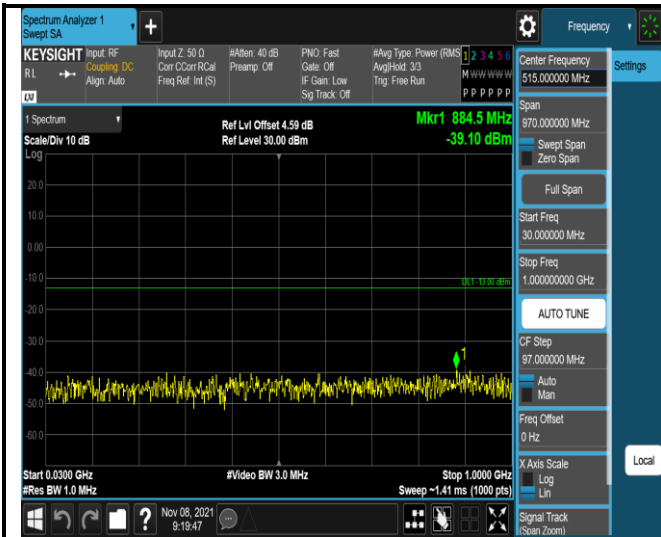 Spectrum Analyzer 1
Swept SA
+
Frequency
KEYSIGHT
RL
LXI
Input: RF
Coupling: DC
Align: Auto
Input Z: 50 Ω
Corr CCorr RCal
Freq Ref: Int (S)
#Atten: 40 dB
Preamp: Off
PNO: Fast
Gate: Off
IF Gain: Low
Sig Track: Off
#Avg Type: Power (RMS
Avg|Hold: 3/3
Trig: Free Run
1 2 3 4 5 6
M W W W W W
P P P P P P
1 Spectrum
Scale/Div 10 dB
Log
Ref Lvl Offset 4.59 dB
Ref Level 30.00 dBm
Mkr1 884.5 MHz
-39.10 dBm
20.0
10.0
0.00
-10.0
DL1 -13.00 dBm
-20.0
-30.0
1
-40.0
-50.0
-60.0
Start 0.0300 GHz
#Res BW 1.0 MHz
#Video BW 3.0 MHz
Stop 1.0000 GHz
Sweep ~1.41 ms (1000 pts)
?
Nov 08, 2021
9:19:47
Center Frequency
515.000000 MHz
Span
970.000000 MHz
Swept Span
Zero Span
Full Span
Start Freq
30.000000 MHz
Stop Freq
1.000000000 GHz
AUTO TUNE
CF Step
97.000000 MHz
Auto
Man
Freq Offset
0 Hz
X Axis Scale
Log
Lin
Signal Track
(Span Zoom)
Settings
Local